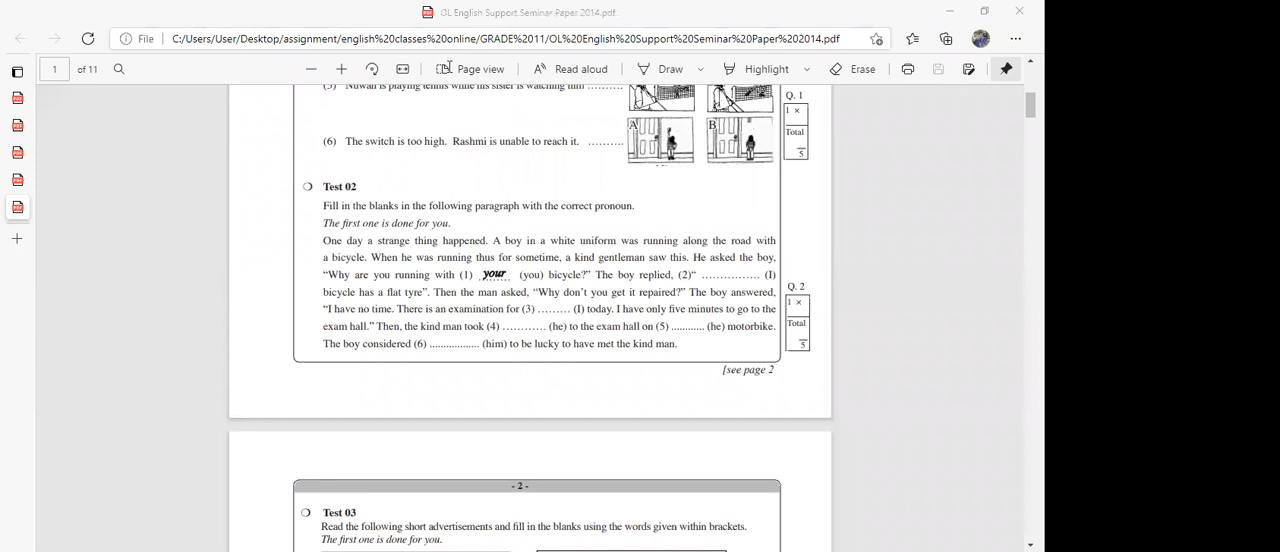 OL English Support Seminar Paper 2014.pdf
File C:/Users/User/Desktop/assignment/english%20classes%20online/GRADE%2011/OL%20English%20Support%20Seminar%20Paper%202014.pdf
1 of 11 Page view Read aloud Draw Highlight Erase
(5) Nuwan is playing tennis while his sister is watching him ..........
Q. 1
1 ×
Total
5
A B
(6) The switch is too high. Rashmi is unable to reach it. ..........
Test 02
Fill in the blanks in the following paragraph with the correct pronoun.
The first one is done for you.
One day a strange thing happened. A boy in a white uniform was running along the road with
a bicycle. When he was running thus for sometime, a kind gentleman saw this. He asked the boy,
“Why are you running with (1) your (you) bicycle?” The boy replied, (2)“ ............... (I)
bicycle has a flat tyre”. Then the man asked, “Why don’t you get it repaired?” The boy answered,
“I have no time. There is an examination for (3) ......... (I) today. I have only five minutes to go to the
exam hall.” Then, the kind man took (4) ............ (he) to the exam hall on (5) ............ (he) motorbike.
The boy considered (6) ................. (him) to be lucky to have met the kind man.
Q. 2
1 ×
Total
5
[see page 2
- 2 -
Test 03
Read the following short advertisements and fill in the blanks using the words given within brackets.
The first one is done for you.